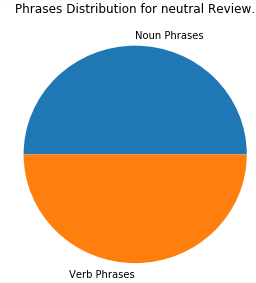 Phrases Distribution for neutral Review.
Noun Phrases
Verb Phrases